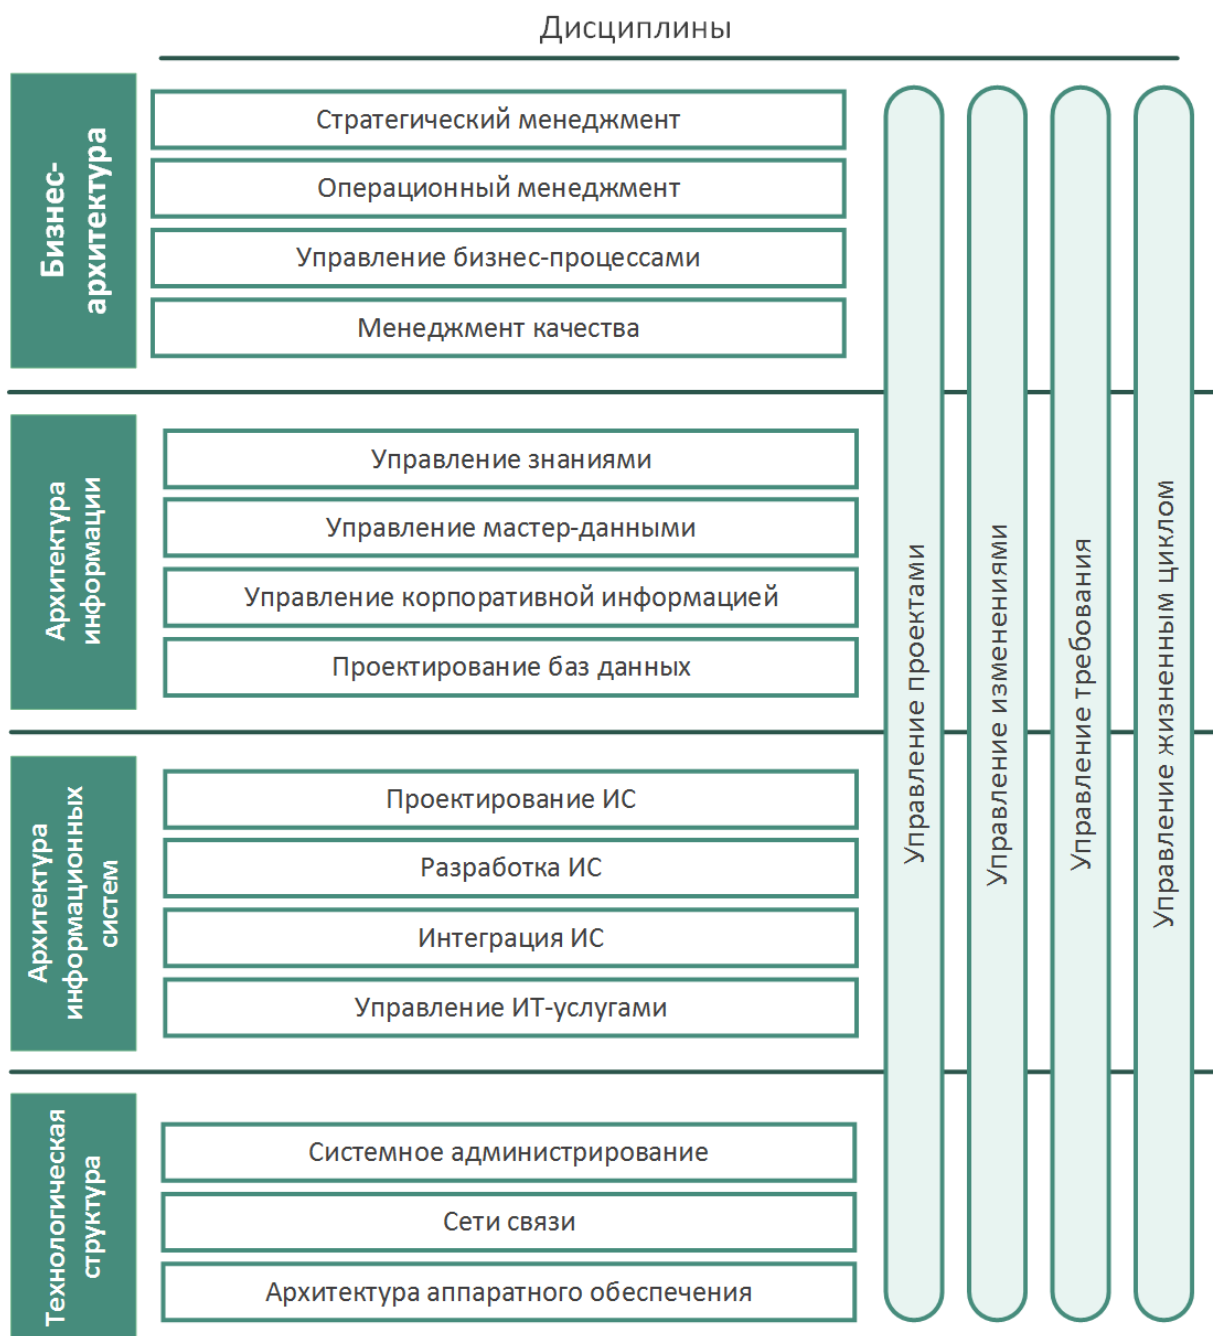 Дисциплины
Бизнес-
архитектура
Стратегический менеджмент
Операционный менеджмент
Управление бизнес-процессами
Менеджмент качества
Архитектура
информации
Управление знаниями
Управление мастер-данными
Управление корпоративной информацией
Проектирование баз данных
Архитектура
информационных
систем
Проектирование ИС
Разработка ИС
Интеграция ИС
Управление ИТ-услугами
Технологическая
структура
Системное администрирование
Сети связи
Архитектура аппаратного обеспечения
Управление проектами
Управление изменениями
Управление требования
Управление жизненным циклом